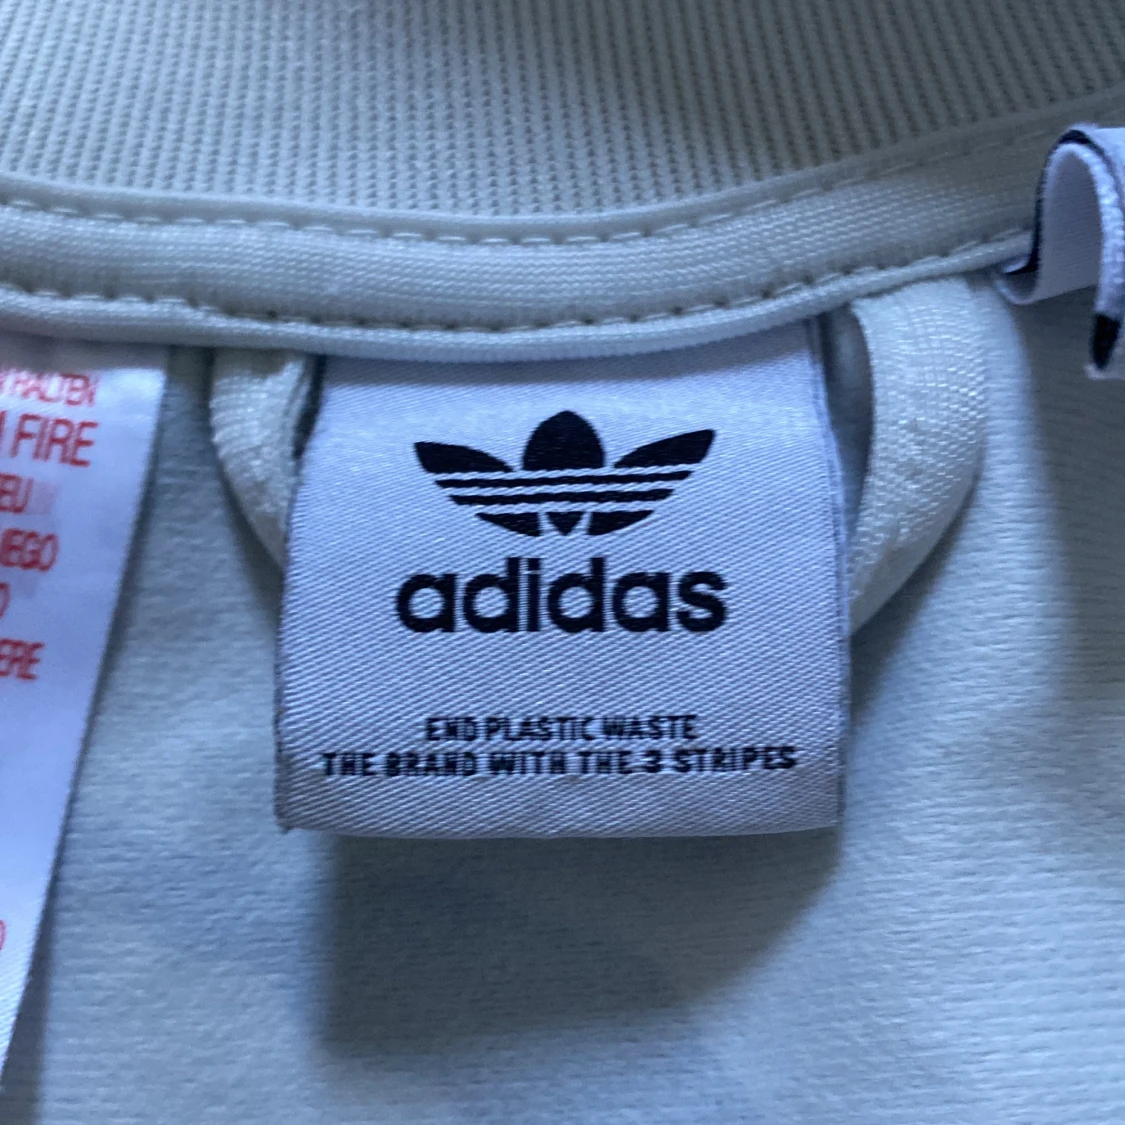 FIRE
adidas
END PLASTIC WASTE
THE BRAND WITH THE 3 STRIPES